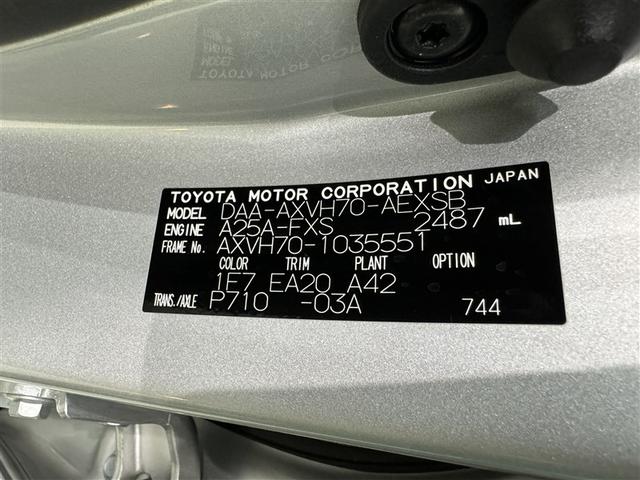 TOYOTA MOTOR CORPORATION JAPAN
MODEL DAA-AXVH70-AEXSB
ENGINE A25A-FXS 2487 mL
FRAME No. AXVH70-1035551
COLOR TRIM PLANT OPTION
1E7 EA20 A42
TRANS./AXLE P710 -03A 744